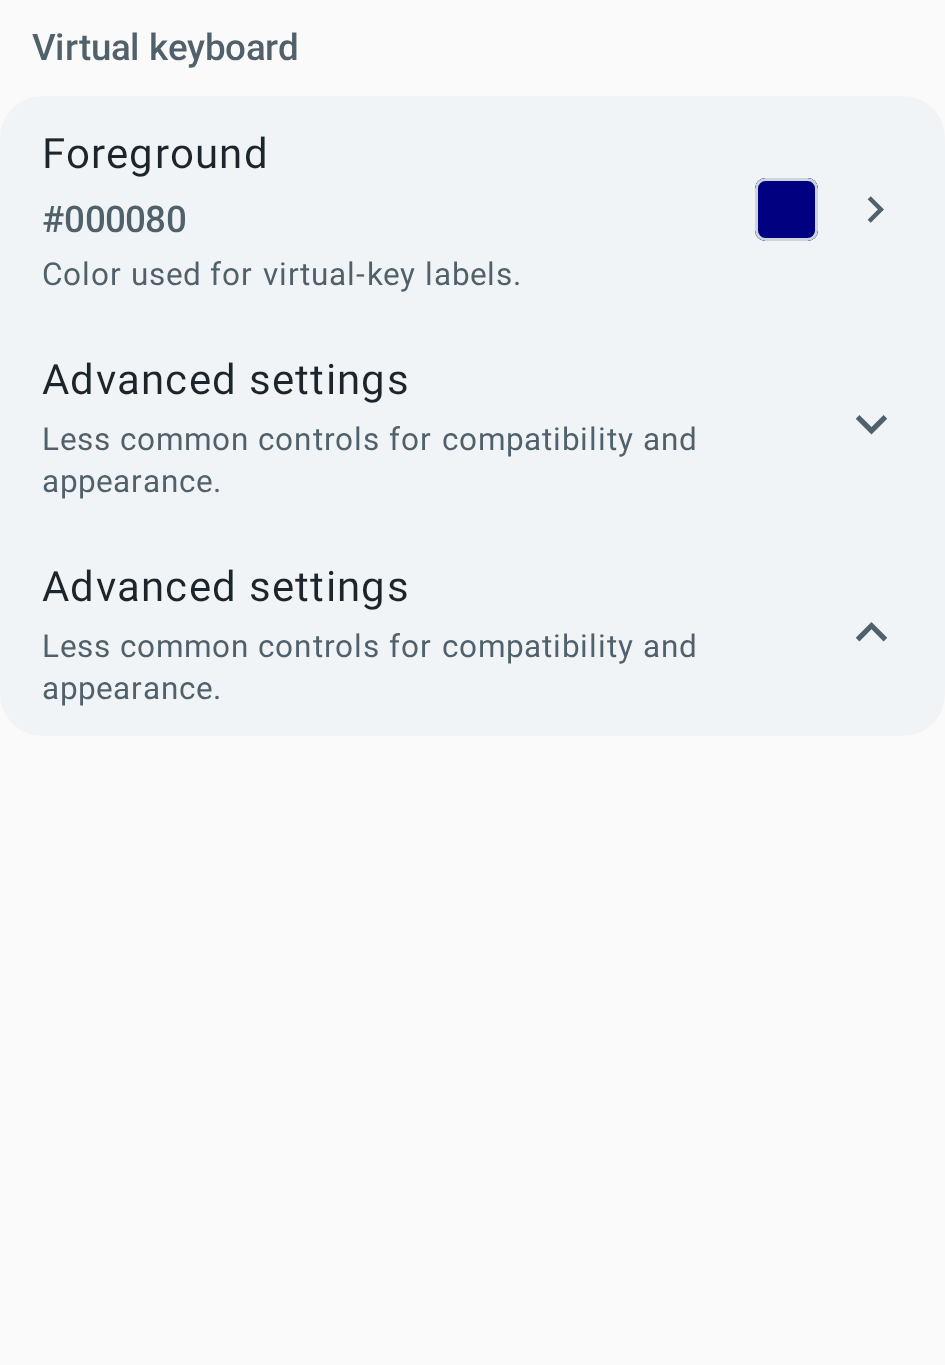 Virtual keyboard
Foreground
#000080
Color used for virtual-key labels.
Advanced settings
Less common controls for compatibility and
appearance.
Advanced settings
Less common controls for compatibility and
appearance.